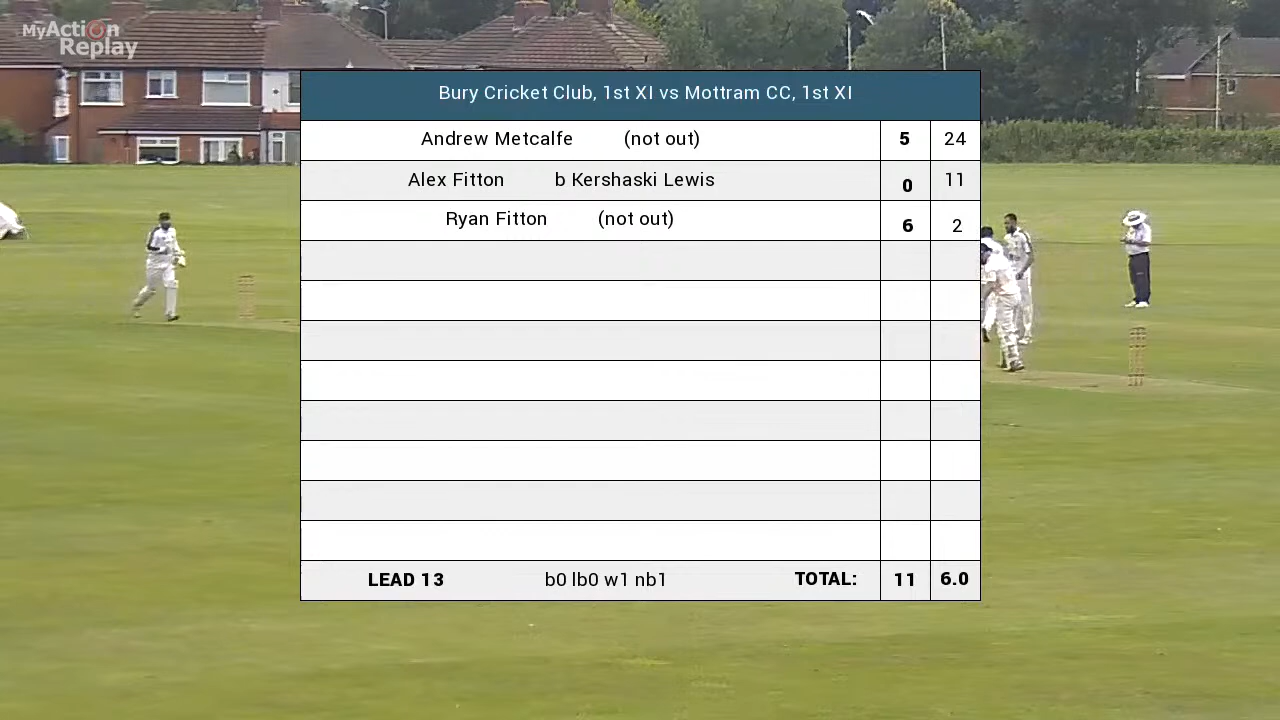 MyAction
Replay
Bury Cricket Club, 1st XI vs Mottram CC, 1st XI
Andrew Metcalfe (not out) 5 24
Alex Fitton b Kershaski Lewis 0 11
Ryan Fitton (not out) 6 2
LEAD 13 b0 lb0 w1 nb1 TOTAL: 11 6.0